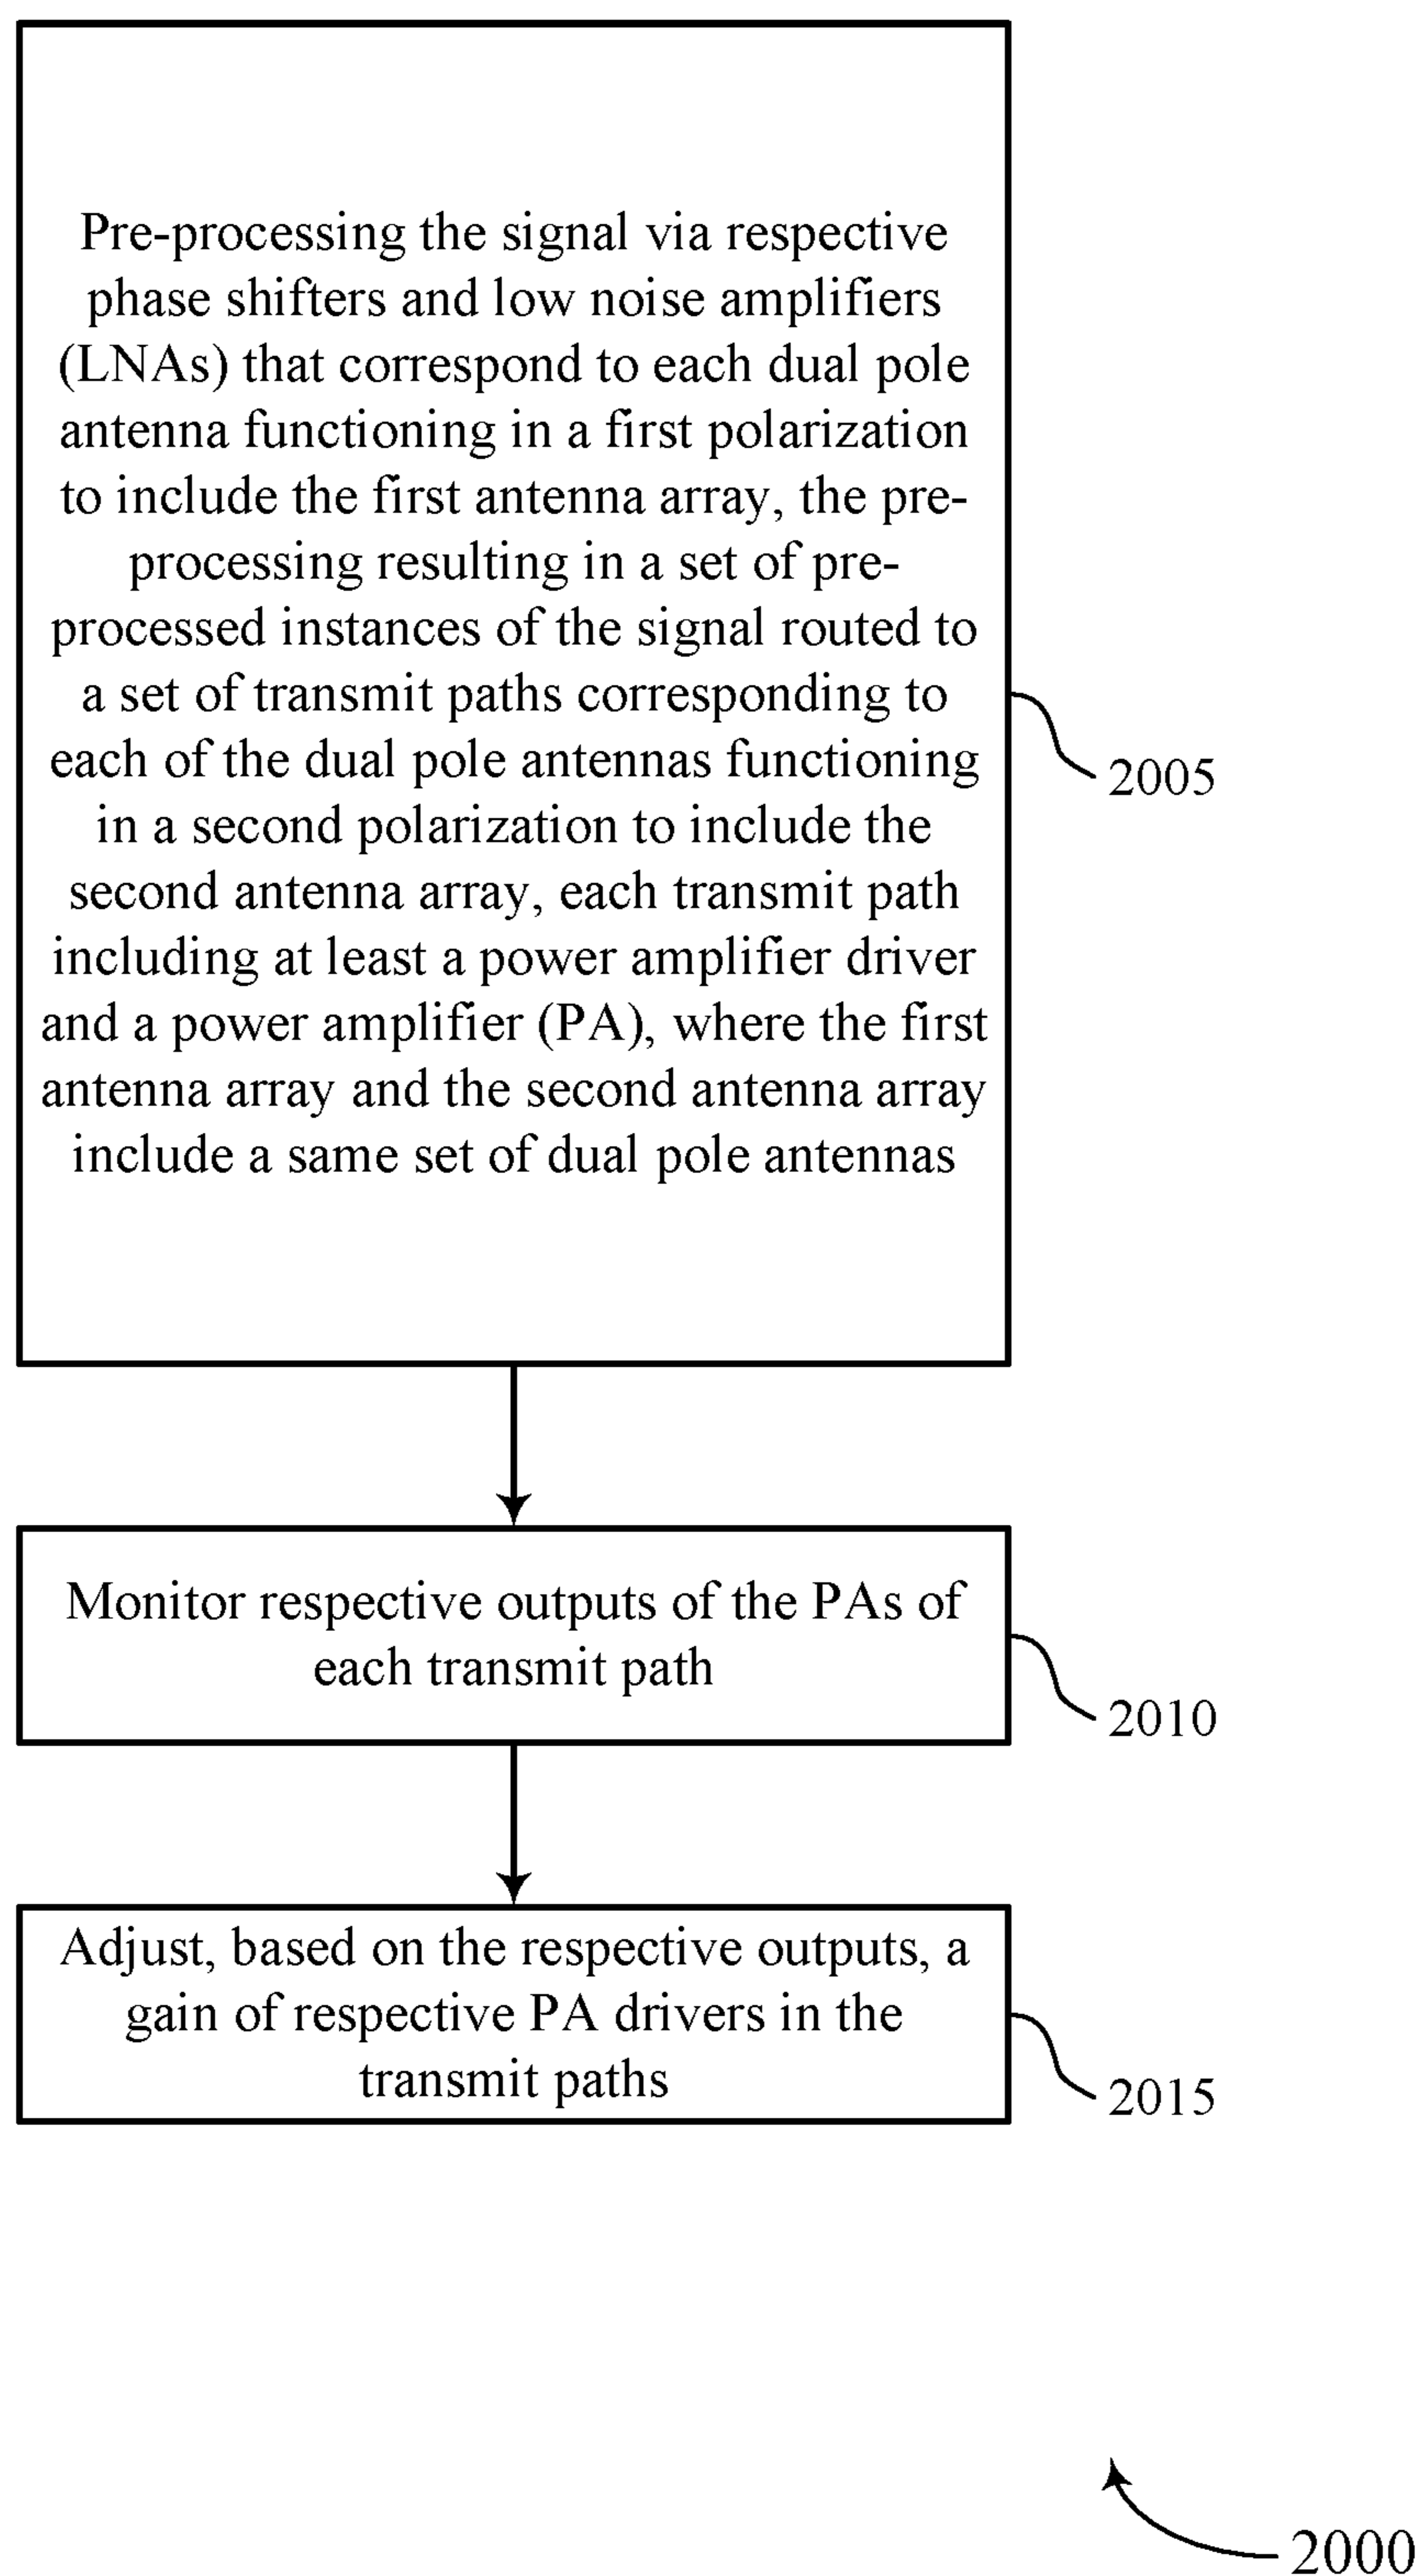 Pre-processing the signal via respective
phase shifters and low noise amplifiers
(LNAs) that correspond to each dual pole
antenna functioning in a first polarization
to include the first antenna array, the pre-
processing resulting in a set of pre-
processed instances of the signal routed to
a set of transmit paths corresponding to
each of the dual pole antennas functioning
in a second polarization to include the
second antenna array, each transmit path
including at least a power amplifier driver
and a power amplifier (PA), where the first
antenna array and the second antenna array
include a same set of dual pole antennas
2005
Monitor respective outputs of the PAs of
each transmit path
2010
Adjust, based on the respective outputs, a
gain of respective PA drivers in the
transmit paths
2015
2000